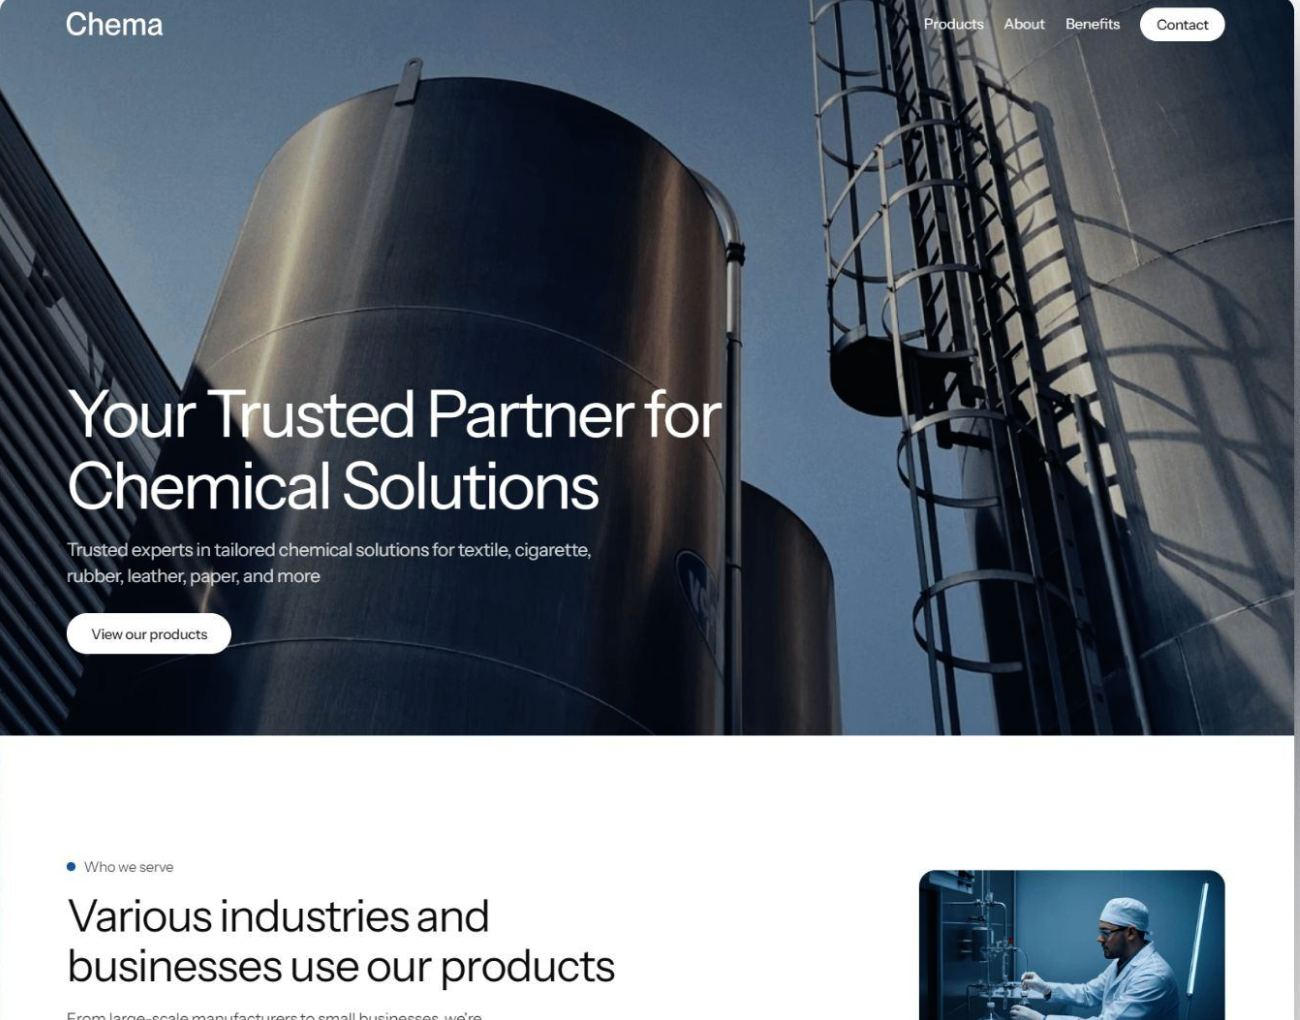 Chema
Products About Benefits Contact
Your Trusted Partner for
Chemical Solutions
Trusted experts in tailored chemical solutions for textile, cigarette,
rubber, leather, paper, and more
View our products
Who we serve
Various industries and
businesses use our products
From large-scale manufacturers to small businesses, we're